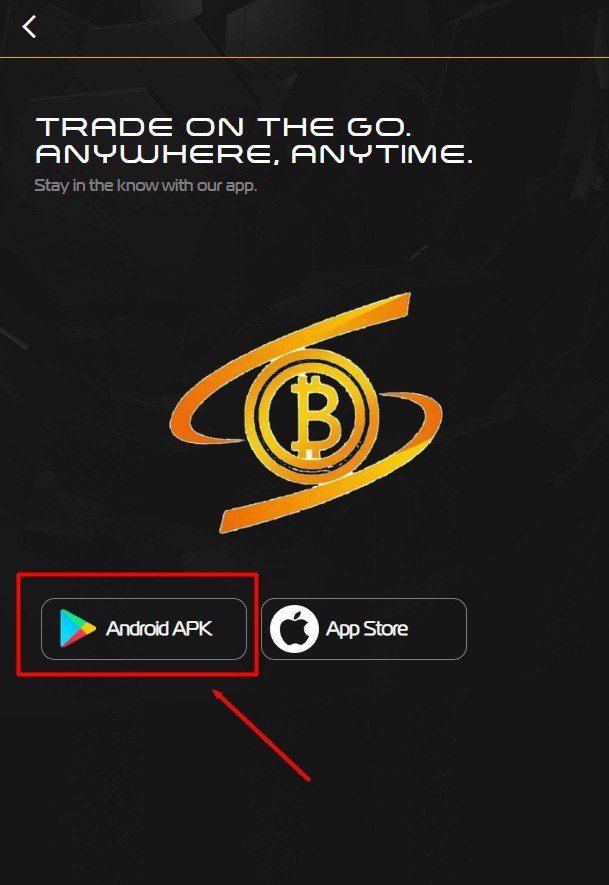 TRADE ON THE GO.
ANYWHERE, ANYTIME.
Stay in the know with our app.
B
Android APK
App Store